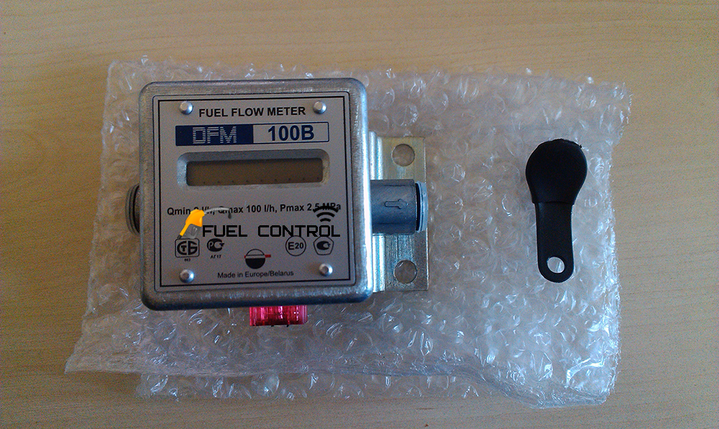 FUEL FLOW METER
DFM 100B
Qmin 2 l/h, Qmax 100 l/h, Pmax 2,5 MPa
FUEL CONTROL
E20
Made in Europe/Belarus